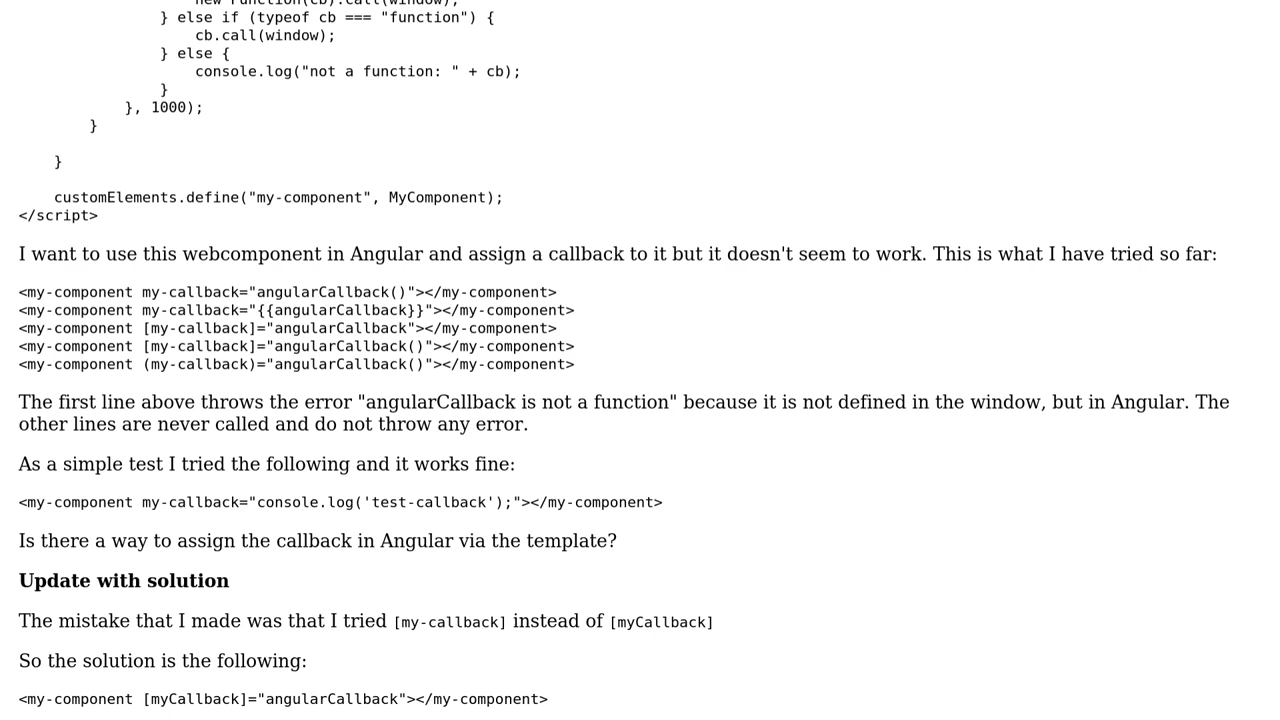 new Function(cb).call(window);
} else if (typeof cb === "function") {
cb.call(window);
} else {
console.log("not a function: " + cb);
}
}, 1000);
}
}
customElements.define("my-component", MyComponent);
</script>
I want to use this webcomponent in Angular and assign a callback to it but it doesn't seem to work. This is what I have tried so far:
<my-component my-callback="angularCallback()"></my-component>
<my-component my-callback="{{angularCallback}}"></my-component>
<my-component [my-callback]="angularCallback"></my-component>
<my-component [my-callback]="angularCallback()"></my-component>
<my-component (my-callback)="angularCallback()"></my-component>
The first line above throws the error "angularCallback is not a function" because it is not defined in the window, but in Angular. The
other lines are never called and do not throw any error.
As a simple test I tried the following and it works fine:
<my-component my-callback="console.log('test-callback');"></my-component>
Is there a way to assign the callback in Angular via the template?
Update with solution
The mistake that I made was that I tried [my-callback] instead of [myCallback]
So the solution is the following:
<my-component [myCallback]="angularCallback"></my-component>